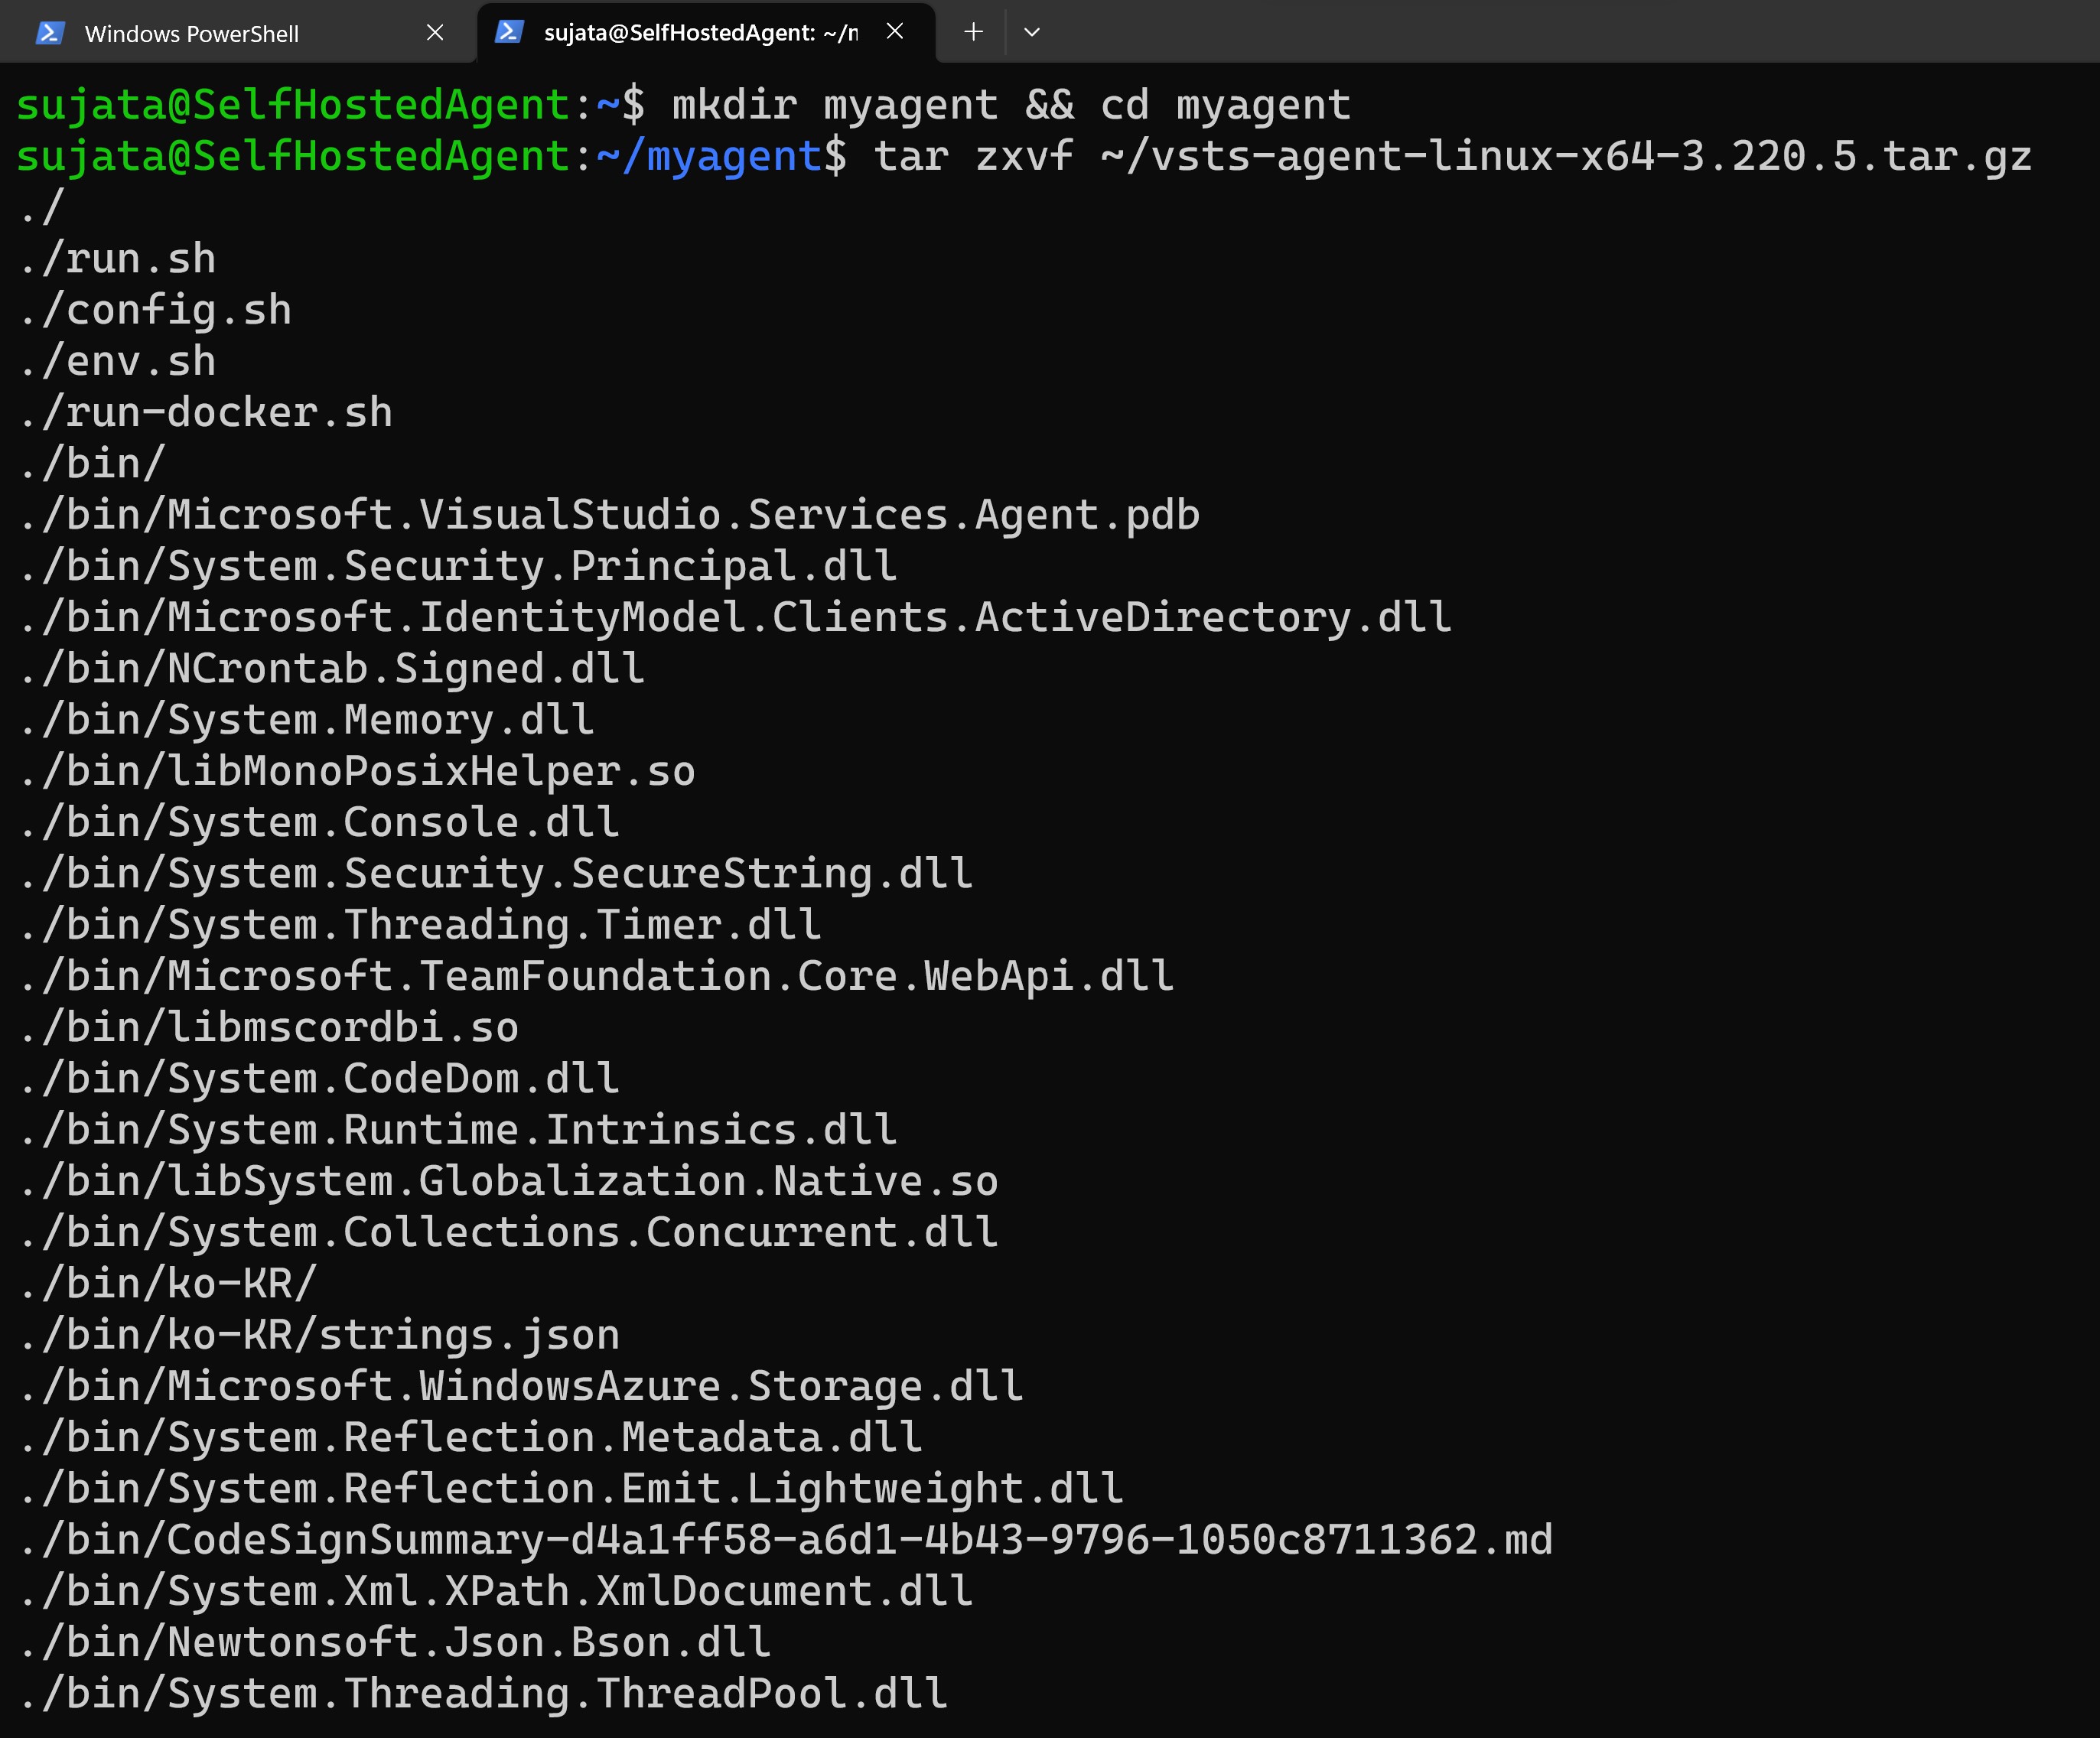 Windows PowerShell
sujata@SelfHostedAgent: ~/n
sujata@SelfHostedAgent:~$ mkdir myagent && cd myagent
sujata@SelfHostedAgent:~/myagent$ tar zxvf ~/vsts-agent-linux-x64-3.220.5.tar.gz
./
./run.sh
./config.sh
./env.sh
./run-docker.sh
./bin/
./bin/Microsoft.VisualStudio.Services.Agent.pdb
./bin/System.Security.Principal.dll
./bin/Microsoft.IdentityModel.Clients.ActiveDirectory.dll
./bin/NCrontab.Signed.dll
./bin/System.Memory.dll
./bin/libMonoPosixHelper.so
./bin/System.Console.dll
./bin/System.Security.SecureString.dll
./bin/System.Threading.Timer.dll
./bin/Microsoft.TeamFoundation.Core.WebApi.dll
./bin/libmscordbi.so
./bin/System.CodeDom.dll
./bin/System.Runtime.Intrinsics.dll
./bin/libSystem.Globalization.Native.so
./bin/System.Collections.Concurrent.dll
./bin/ko-KR/
./bin/ko-KR/strings.json
./bin/Microsoft.WindowsAzure.Storage.dll
./bin/System.Reflection.Metadata.dll
./bin/System.Reflection.Emit.Lightweight.dll
./bin/CodeSignSummary-d4a1ff58-a6d1-4b43-9796-1050c8711362.md
./bin/System.Xml.XPath.XmlDocument.dll
./bin/Newtonsoft.Json.Bson.dll
./bin/System.Threading.ThreadPool.dll